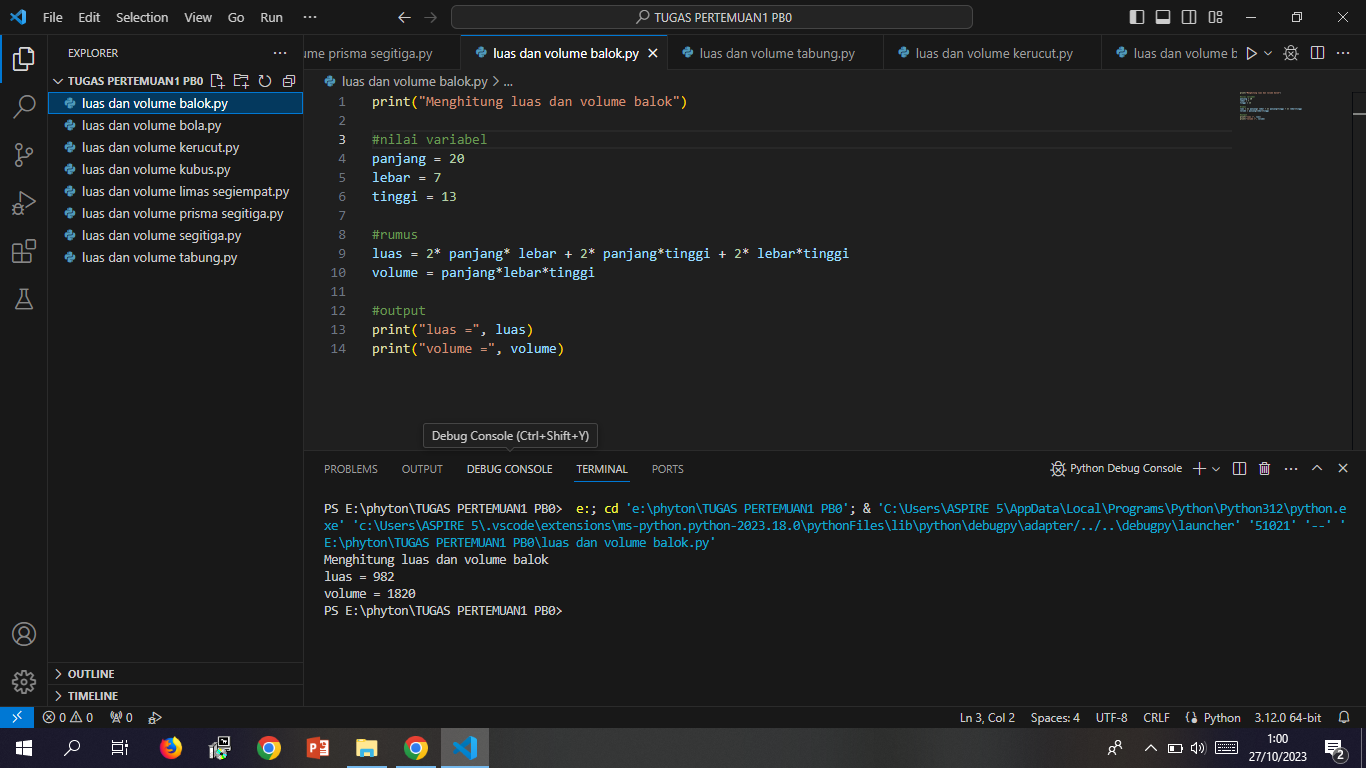 File Edit Selection View Go Run ···
TUGAS PERTEMUAN1 PB0
EXPLORER
TUGAS PERTEMUAN1 PB0
luas dan volume balok.py
luas dan volume bola.py
luas dan volume kerucut.py
luas dan volume kubus.py
luas dan volume limas segiempat.py
luas dan volume prisma segitiga.py
luas dan volume segitiga.py
luas dan volume tabung.py
OUTLINE
TIMELINE
ume prisma segitiga.py luas dan volume balok.py luas dan volume tabung.py luas dan volume kerucut.py luas dan volume b
luas dan volume balok.py > ...
1 print("Menghitung luas dan volume balok")
2
3 #nilai variabel
4 panjang = 20
5 lebar = 7
6 tinggi = 13
7
8 #rumus
9 luas = 2* panjang* lebar + 2* panjang*tinggi + 2* lebar*tinggi
10 volume = panjang*lebar*tinggi
11
12 #output
13 print("luas =", luas)
14 print("volume =", volume)
Debug Console (Ctrl+Shift+Y)
PROBLEMS OUTPUT DEBUG CONSOLE TERMINAL PORTS
Python Debug Console
PS E:\phyton\TUGAS PERTEMUAN1 PB0>  e:; cd 'e:\phyton\TUGAS PERTEMUAN1 PB0'; & 'C:\Users\ASPIRE 5\AppData\Local\Programs\Python\Python312\python.e
xe' 'c:\Users\ASPIRE 5\.vscode\extensions\ms-python.python-2023.18.0\pythonFiles\lib\python\debugpy\adapter/../..\debugpy\launcher' '51021' '--' '
E:\phyton\TUGAS PERTEMUAN1 PB0\luas dan volume balok.py'
Menghitung luas dan volume balok
luas = 982
volume = 1820
PS E:\phyton\TUGAS PERTEMUAN1 PB0>
0 0 0 Ln 3, Col 2 Spaces: 4 UTF-8 CRLF Python 3.12.0 64-bit
1:00
27/10/2023
2